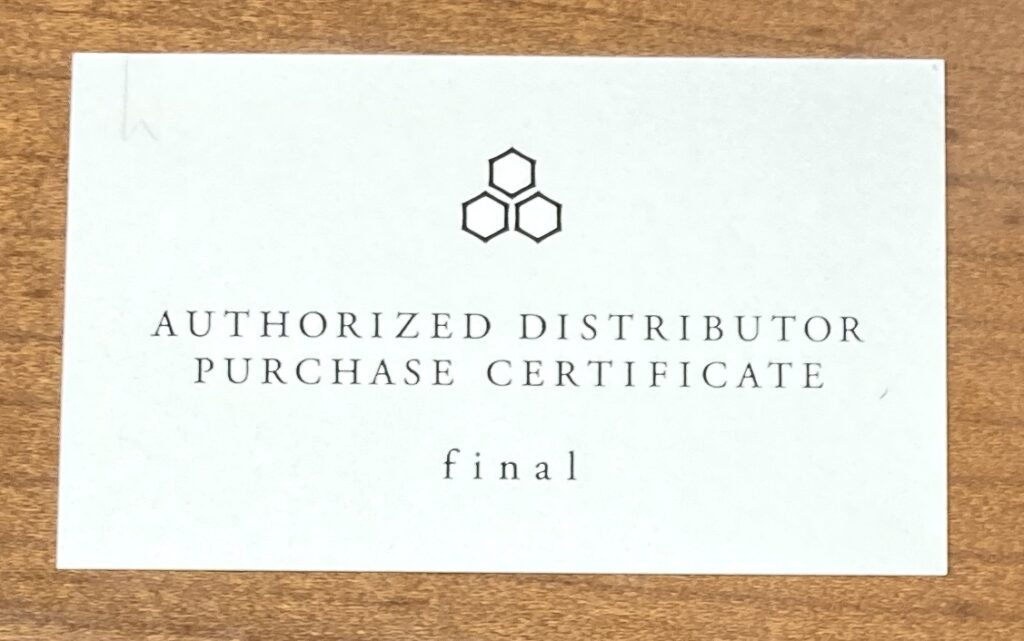 AUTHORIZED DISTRIBUTOR
PURCHASE CERTIFICATE
final